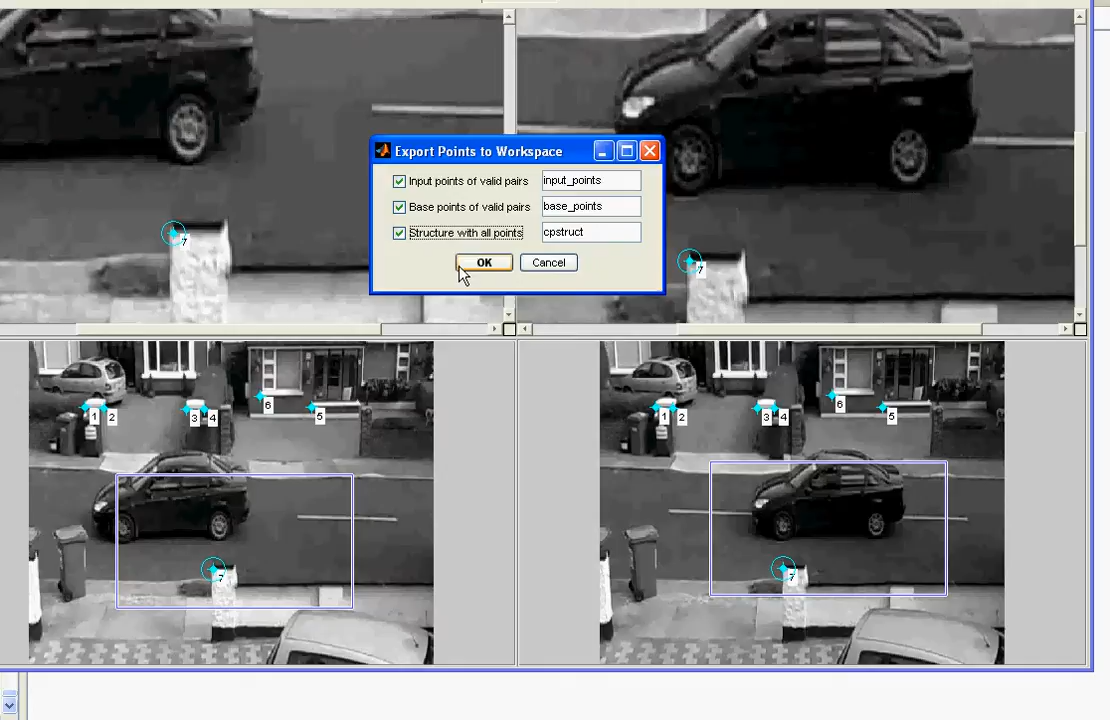 Export Points to Workspace
Input points of valid pairs input_points
Base points of valid pairs base_points
Structure with all points cpstruct
OK Cancel
7
7
1 2 3 4 6 5
7
1 2 3 4 6 5
7